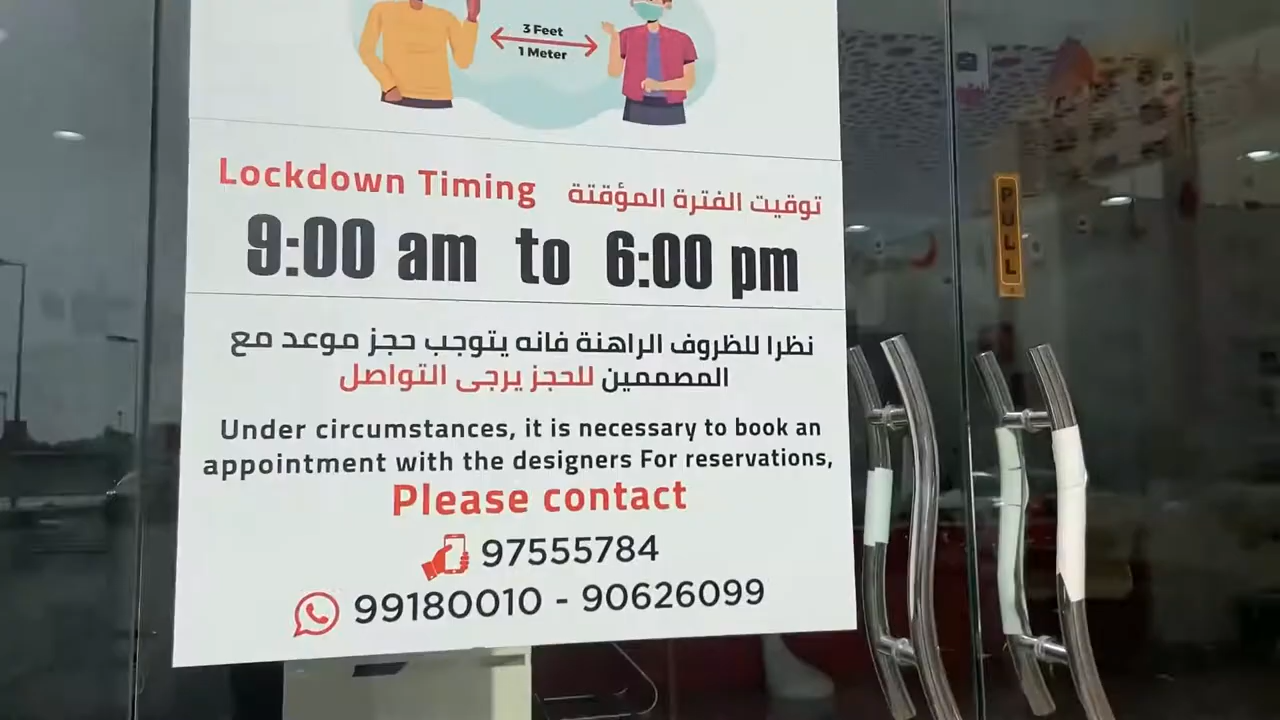 3 Feet
1 Meter
Lockdown Timing توقيت الفترة المؤقتة
9:00 am to 6:00 pm
نظرا للظروف الراهنة فانه يتوجب حجز موعد مع
المصممين للحجز يرجى التواصل
Under circumstances, it is necessary to book an
appointment with the designers For reservations,
Please contact
97555784
99180010 - 90626099
PULL